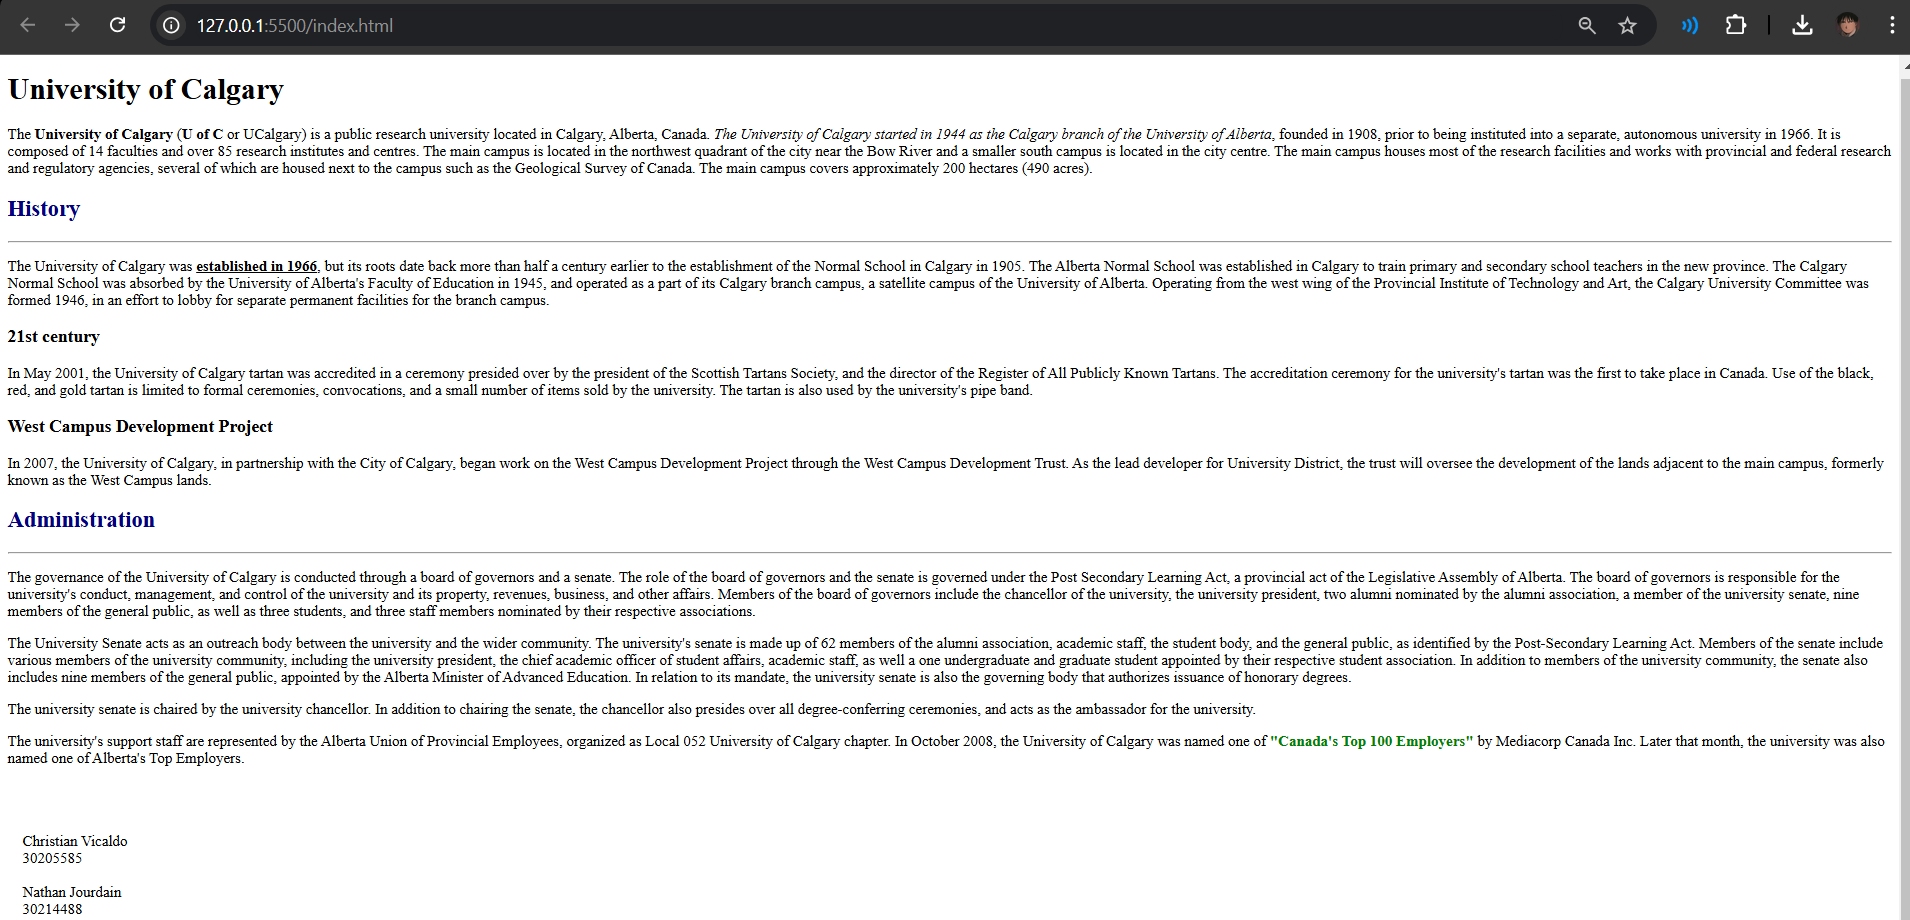 127.0.0.1:5500/index.html
University of Calgary
The University of Calgary (U of C or UCalgary) is a public research university located in Calgary, Alberta, Canada. The University of Calgary started in 1944 as the Calgary branch of the University of Alberta, founded in 1908, prior to being instituted into a separate, autonomous university in 1966. It is
composed of 14 faculties and over 85 research institutes and centres. The main campus is located in the northwest quadrant of the city near the Bow River and a smaller south campus is located in the city centre. The main campus houses most of the research facilities and works with provincial and federal research
and regulatory agencies, several of which are housed next to the campus such as the Geological Survey of Canada. The main campus covers approximately 200 hectares (490 acres).
History
The University of Calgary was established in 1966, but its roots date back more than half a century earlier to the establishment of the Normal School in Calgary in 1905. The Alberta Normal School was established in Calgary to train primary and secondary school teachers in the new province. The Calgary
Normal School was absorbed by the University of Alberta's Faculty of Education in 1945, and operated as a part of its Calgary branch campus, a satellite campus of the University of Alberta. Operating from the west wing of the Provincial Institute of Technology and Art, the Calgary University Committee was
formed 1946, in an effort to lobby for separate permanent facilities for the branch campus.
21st century
In May 2001, the University of Calgary tartan was accredited in a ceremony presided over by the president of the Scottish Tartans Society, and the director of the Register of All Publicly Known Tartans. The accreditation ceremony for the university's tartan was the first to take place in Canada. Use of the black,
red, and gold tartan is limited to formal ceremonies, convocations, and a small number of items sold by the university. The tartan is also used by the university's pipe band.
West Campus Development Project
In 2007, the University of Calgary, in partnership with the City of Calgary, began work on the West Campus Development Project through the West Campus Development Trust. As the lead developer for University District, the trust will oversee the development of the lands adjacent to the main campus, formerly
known as the West Campus lands.
Administration
The governance of the University of Calgary is conducted through a board of governors and a senate. The role of the board of governors and the senate is governed under the Post Secondary Learning Act, a provincial act of the Legislative Assembly of Alberta. The board of governors is responsible for the
university's conduct, management, and control of the university and its property, revenues, business, and other affairs. Members of the board of governors include the chancellor of the university, the university president, two alumni nominated by the alumni association, a member of the university senate, nine
members of the general public, as well as three students, and three staff members nominated by their respective associations.
The University Senate acts as an outreach body between the university and the wider community. The university's senate is made up of 62 members of the alumni association, academic staff, the student body, and the general public, as identified by the Post-Secondary Learning Act. Members of the senate include
various members of the university community, including the university president, the chief academic officer of student affairs, academic staff, as well a one undergraduate and graduate student appointed by their respective student association. In addition to members of the university community, the senate also
includes nine members of the general public, appointed by the Alberta Minister of Advanced Education. In relation to its mandate, the university senate is also the governing body that authorizes issuance of honorary degrees.
The university senate is chaired by the university chancellor. In addition to chairing the senate, the chancellor also presides over all degree-conferring ceremonies, and acts as the ambassador for the university.
The university's support staff are represented by the Alberta Union of Provincial Employees, organized as Local 052 University of Calgary chapter. In October 2008, the University of Calgary was named one of "Canada's Top 100 Employers" by Mediacorp Canada Inc. Later that month, the university was also
named one of Alberta's Top Employers.
Christian Vicaldo
30205585
Nathan Jourdain
30214488